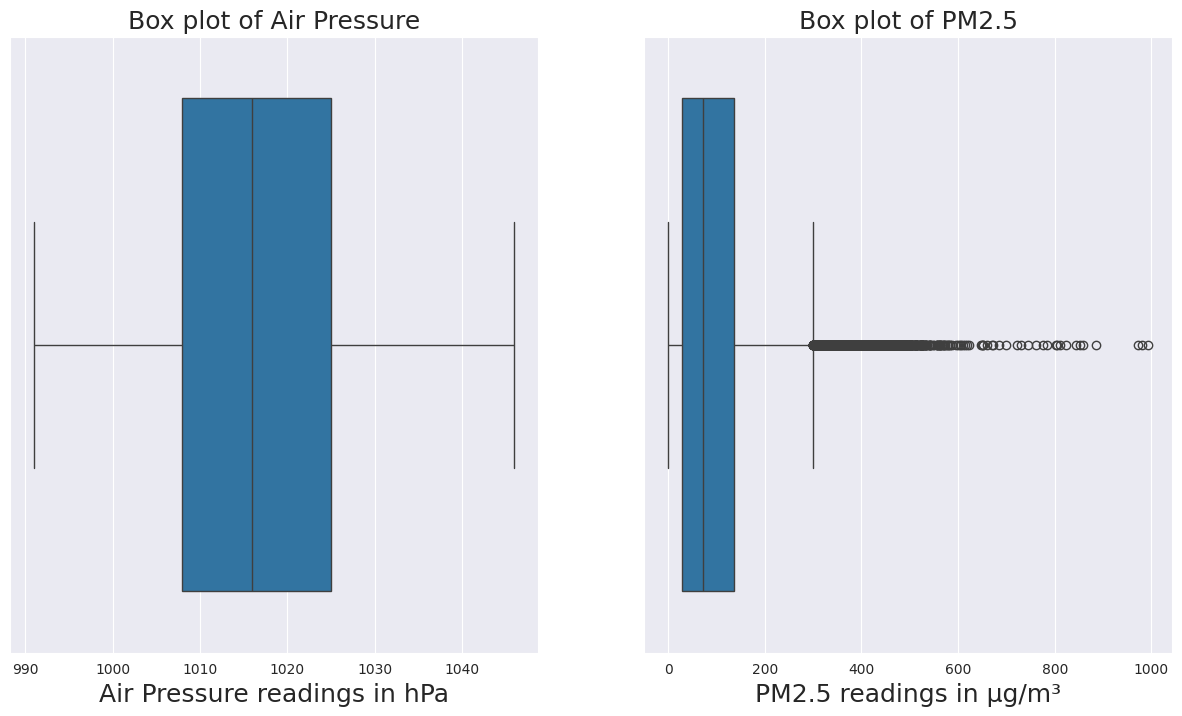 Box plot of Air Pressure
990 1000 1010 1020 1030 1040
Air Pressure readings in hPa
Box plot of PM2.5
0 200 400 600 800 1000
PM2.5 readings in µg/m³